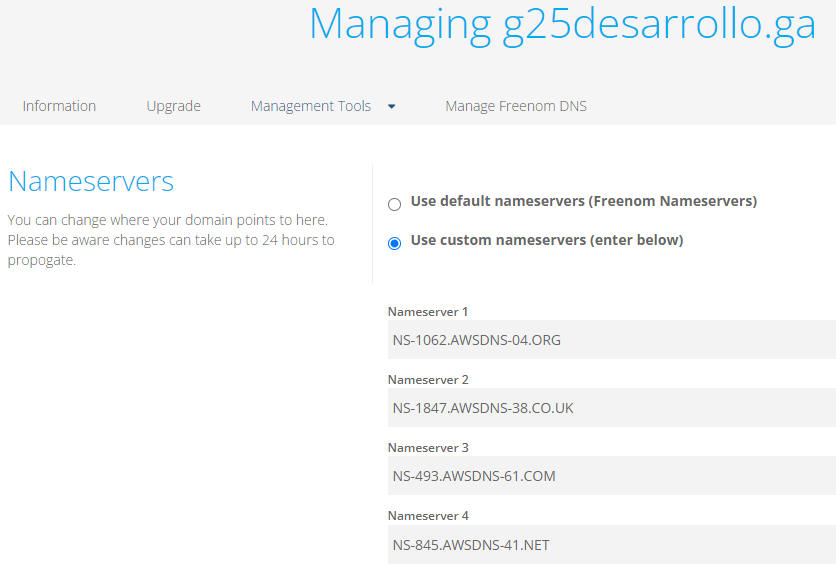 Managing g25desarrollo.ga
Information Upgrade Management Tools Manage Freenom DNS
Nameservers
You can change where your domain points to here.
Please be aware changes can take up to 24 hours to
propogate.
Use default nameservers (Freenom Nameservers)
Use custom nameservers (enter below)
Nameserver 1
NS-1062.AWSDNS-04.ORG
Nameserver 2
NS-1847.AWSDNS-38.CO.UK
Nameserver 3
NS-493.AWSDNS-61.COM
Nameserver 4
NS-845.AWSDNS-41.NET